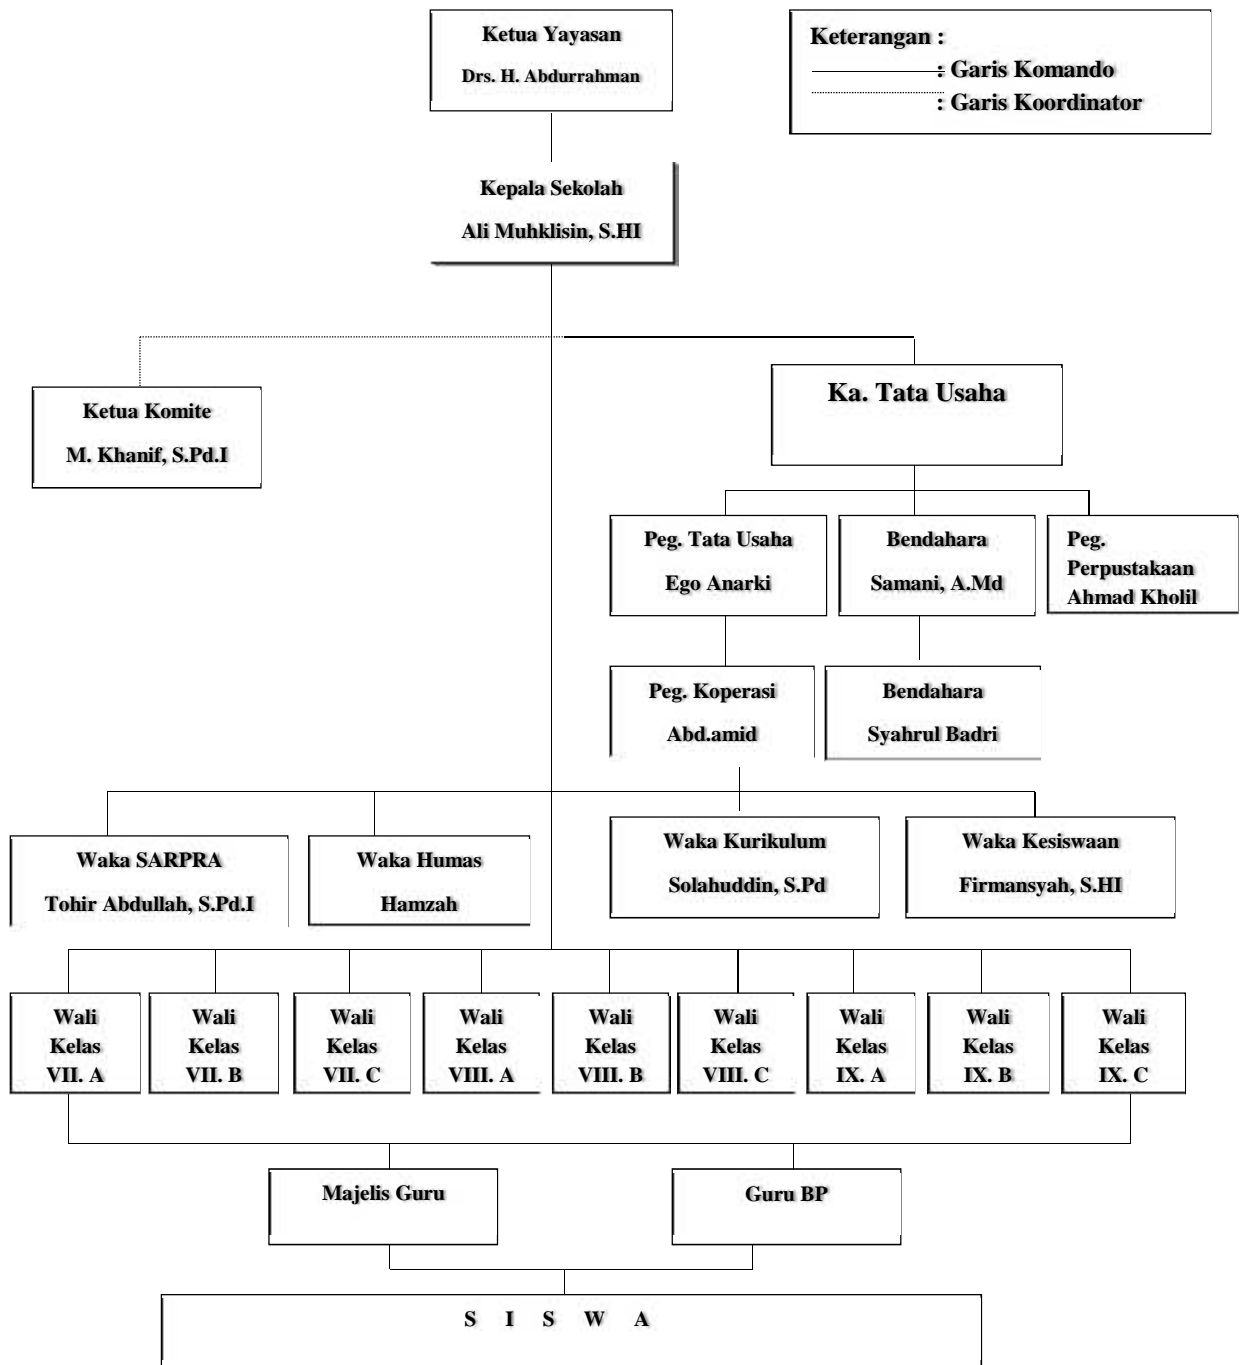 Ketua Yayasan
Drs. H. Abdurrahman
Keterangan :
: Garis Komando
: Garis Koordinator
Kepala Sekolah
Ali Muhklisin, S.HI
Ketua Komite
M. Khanif, S.Pd.I
Ka. Tata Usaha
Peg. Tata Usaha
Ego Anarki
Bendahara
Samani, A.Md
Peg.
Perpustakaan
Ahmad Kholil
Peg. Koperasi
Abd.amid
Bendahara
Syahrul Badri
Waka SARPRA
Tohir Abdullah, S.Pd.I
Waka Humas
Hamzah
Waka Kurikulum
Solahuddin, S.Pd
Waka Kesiswaan
Firmansyah, S.HI
Wali
Kelas
VII. A
Wali
Kelas
VII. B
Wali
Kelas
VII. C
Wali
Kelas
VIII. A
Wali
Kelas
VIII. B
Wali
Kelas
VIII. C
Wali
Kelas
IX. A
Wali
Kelas
IX. B
Wali
Kelas
IX. C
Majelis Guru
Guru BP
S I S W A